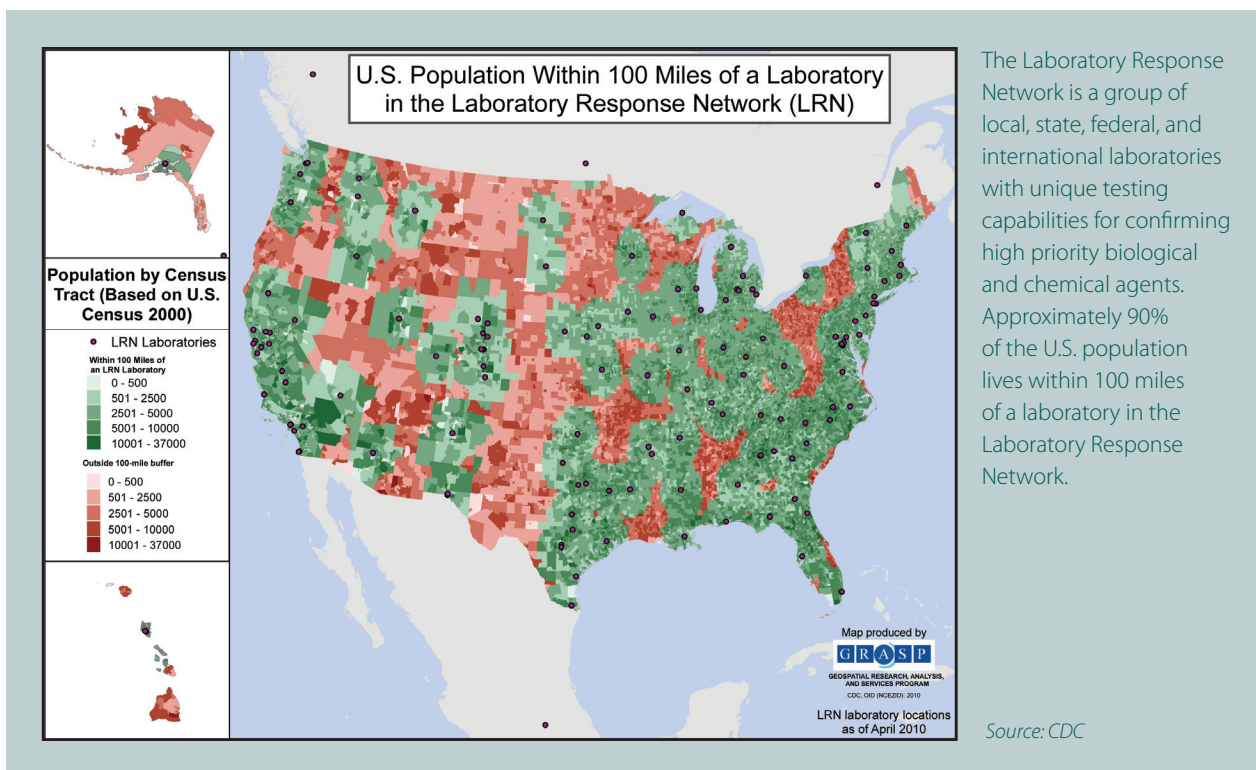 U.S. Population Within 100 Miles of a Laboratory
in the Laboratory Response Network (LRN)
Population by Census
Tract (Based on U.S.
Census 2000)
LRN Laboratories
Within 100 Miles of
an LRN Laboratory
0 - 500
501 - 2500
2501 - 5000
5001 - 10000
10001 - 37000
Outside 100-mile buffer
0 - 500
501 - 2500
2501 - 5000
5001 - 10000
10001 - 37000
Map produced by
GRASP
GEOSPATIAL RESEARCH, ANALYSIS,
AND SERVICES PROGRAM
CDC, OID (NCEZID): 2010
LRN laboratory locations
as of April 2010
The Laboratory Response
Network is a group of
local, state, federal, and
international laboratories
with unique testing
capabilities for confirming
high priority biological
and chemical agents.
Approximately 90%
of the U.S. population
lives within 100 miles
of a laboratory in the
Laboratory Response
Network.
Source: CDC